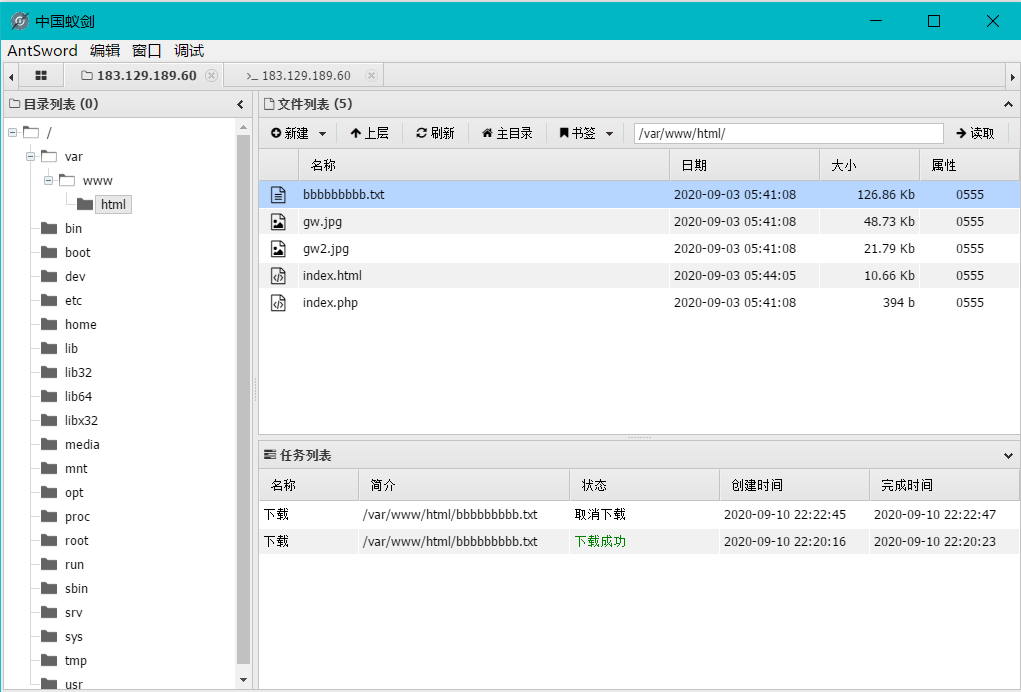 中国蚁剑
AntSword 编辑 窗口 调试
183.129.189.60 >_ 183.129.189.60
目录列表 (0)
/
var
www
html
bin
boot
dev
etc
home
lib
lib32
lib64
libx32
media
mnt
opt
proc
root
run
sbin
srv
sys
tmp
usr
文件列表 (5)
新建 上层 刷新 主目录 书签 /var/www/html/ 读取
名称 日期 大小 属性
bbbbbbbbb.txt 2020-09-03 05:41:08 126.86 Kb 0555
gw.jpg 2020-09-03 05:41:08 48.73 Kb 0555
gw2.jpg 2020-09-03 05:41:08 21.79 Kb 0555
index.html 2020-09-03 05:44:05 10.66 Kb 0555
index.php 2020-09-03 05:41:08 394 b 0555
任务列表
名称 简介 状态 创建时间 完成时间
下载 /var/www/html/bbbbbbbbb.txt 取消下载 2020-09-10 22:22:45 2020-09-10 22:22:47
下载 /var/www/html/bbbbbbbbb.txt 下载成功 2020-09-10 22:20:16 2020-09-10 22:20:23